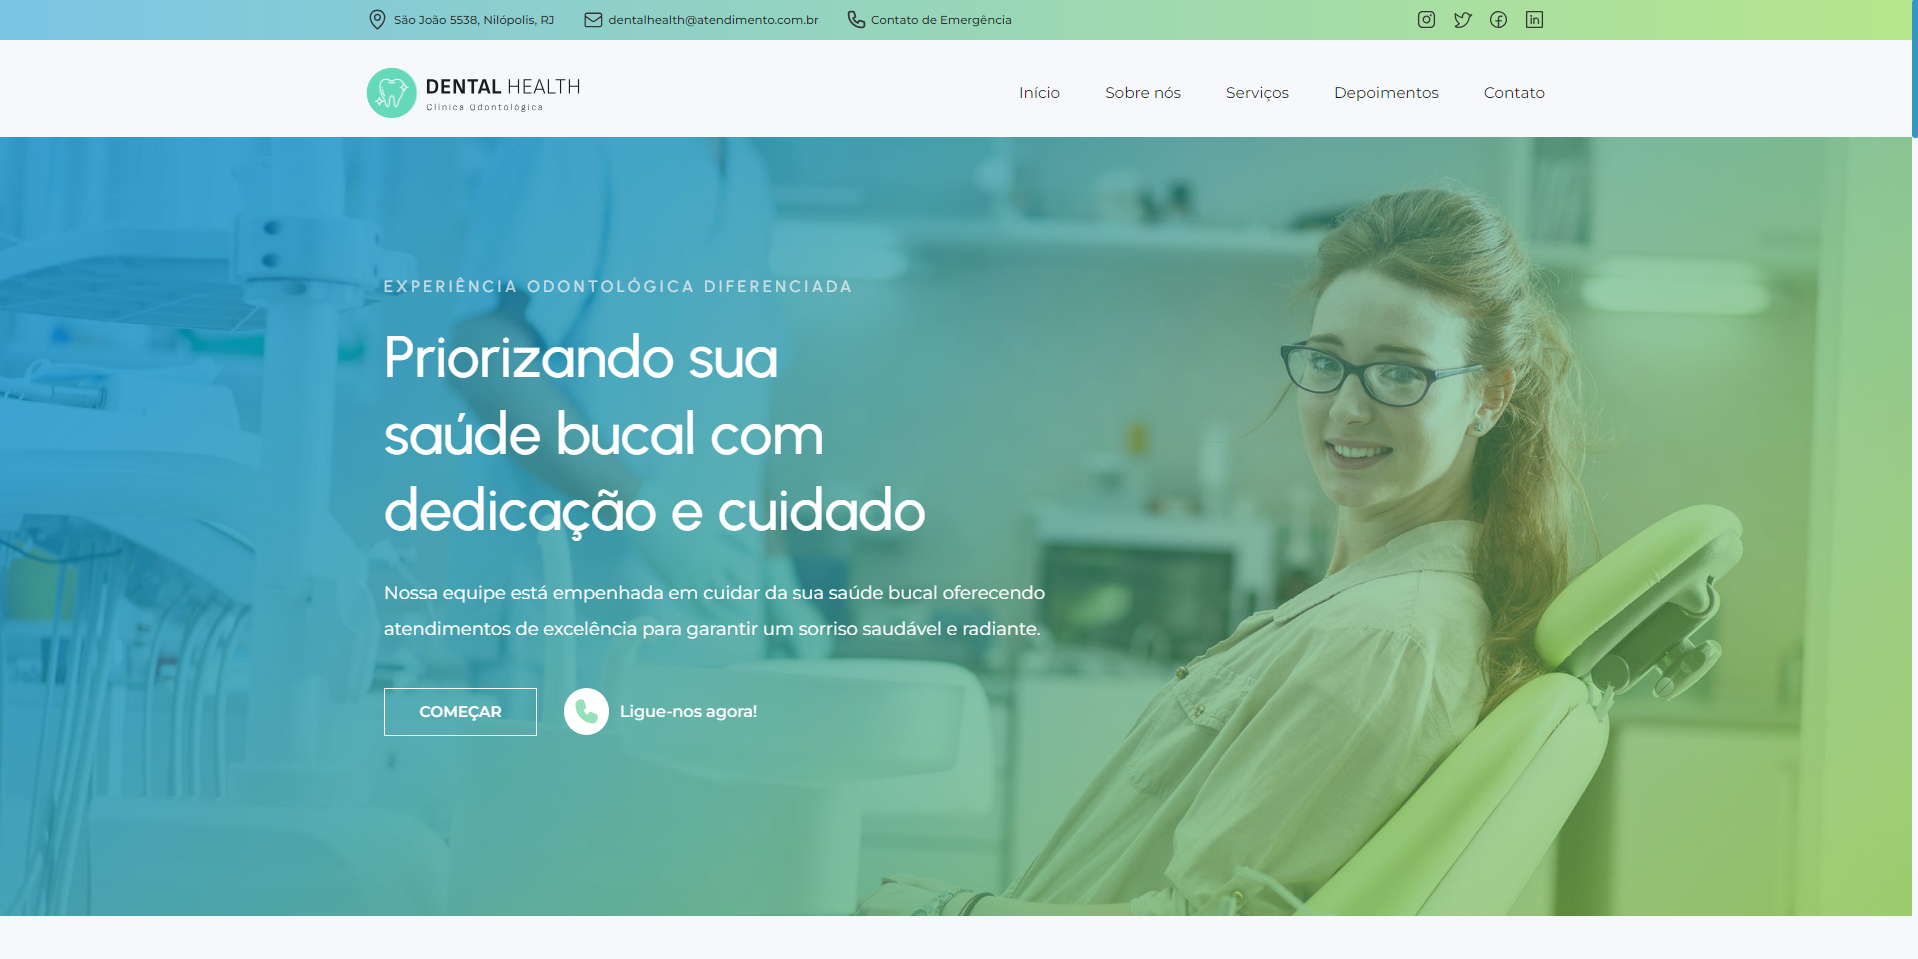 São João 5538, Nilópolis, RJ
dentalhealth@atendimento.com.br
Contato de Emergência
DENTAL HEALTH
Clínica Odontológica
Início
Sobre nós
Serviços
Depoimentos
Contato
EXPERIÊNCIA ODONTOLÓGICA DIFERENCIADA
Priorizando sua
saúde bucal com
dedicação e cuidado
Nossa equipe está empenhada em cuidar da sua saúde bucal oferecendo
atendimentos de excelência para garantir um sorriso saudável e radiante.
COMEÇAR
Ligue-nos agora!